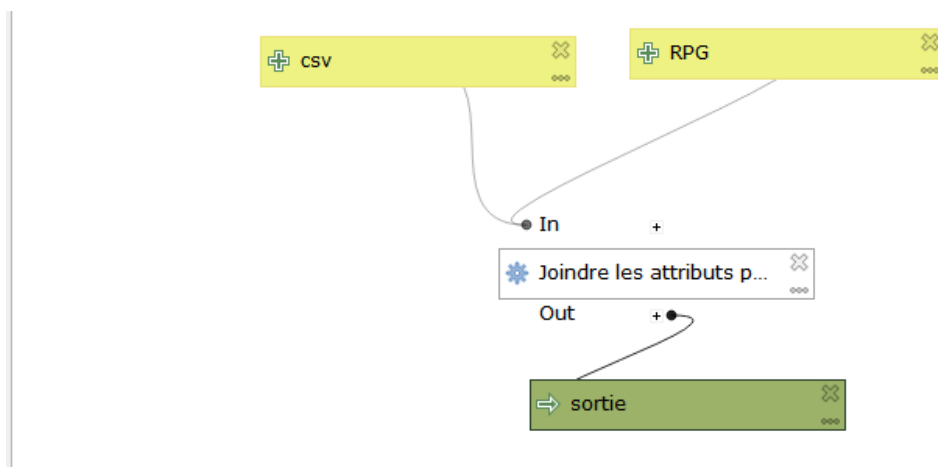 csv
RPG
In
Joindre les attributs p...
Out
sortie